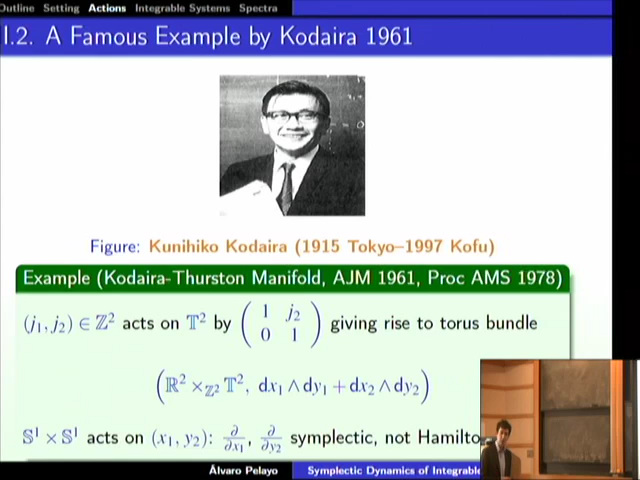 Outline Setting Actions Integrable Systems Spectra
I.2. A Famous Example by Kodaira 1961
Figure: Kunihiko Kodaira (1915 Tokyo–1997 Kofu)
Example (Kodaira-Thurston Manifold, AJM 1961, Proc AMS 1978)
(j₁, j₂) ∈ ℤ² acts on 𝕋² by ( 1 j₂ ; 0 1 ) giving rise to torus bundle
(ℝ² ×_ℤ² 𝕋², dx₁ ∧ dy₁ + dx₂ ∧ dy₂)
𝕊¹ × 𝕊¹ acts on (x₁, y₂): ∂/∂x₁, ∂/∂y₂ symplectic, not Hamilto
Álvaro Pelayo Symplectic Dynamics of Integrable